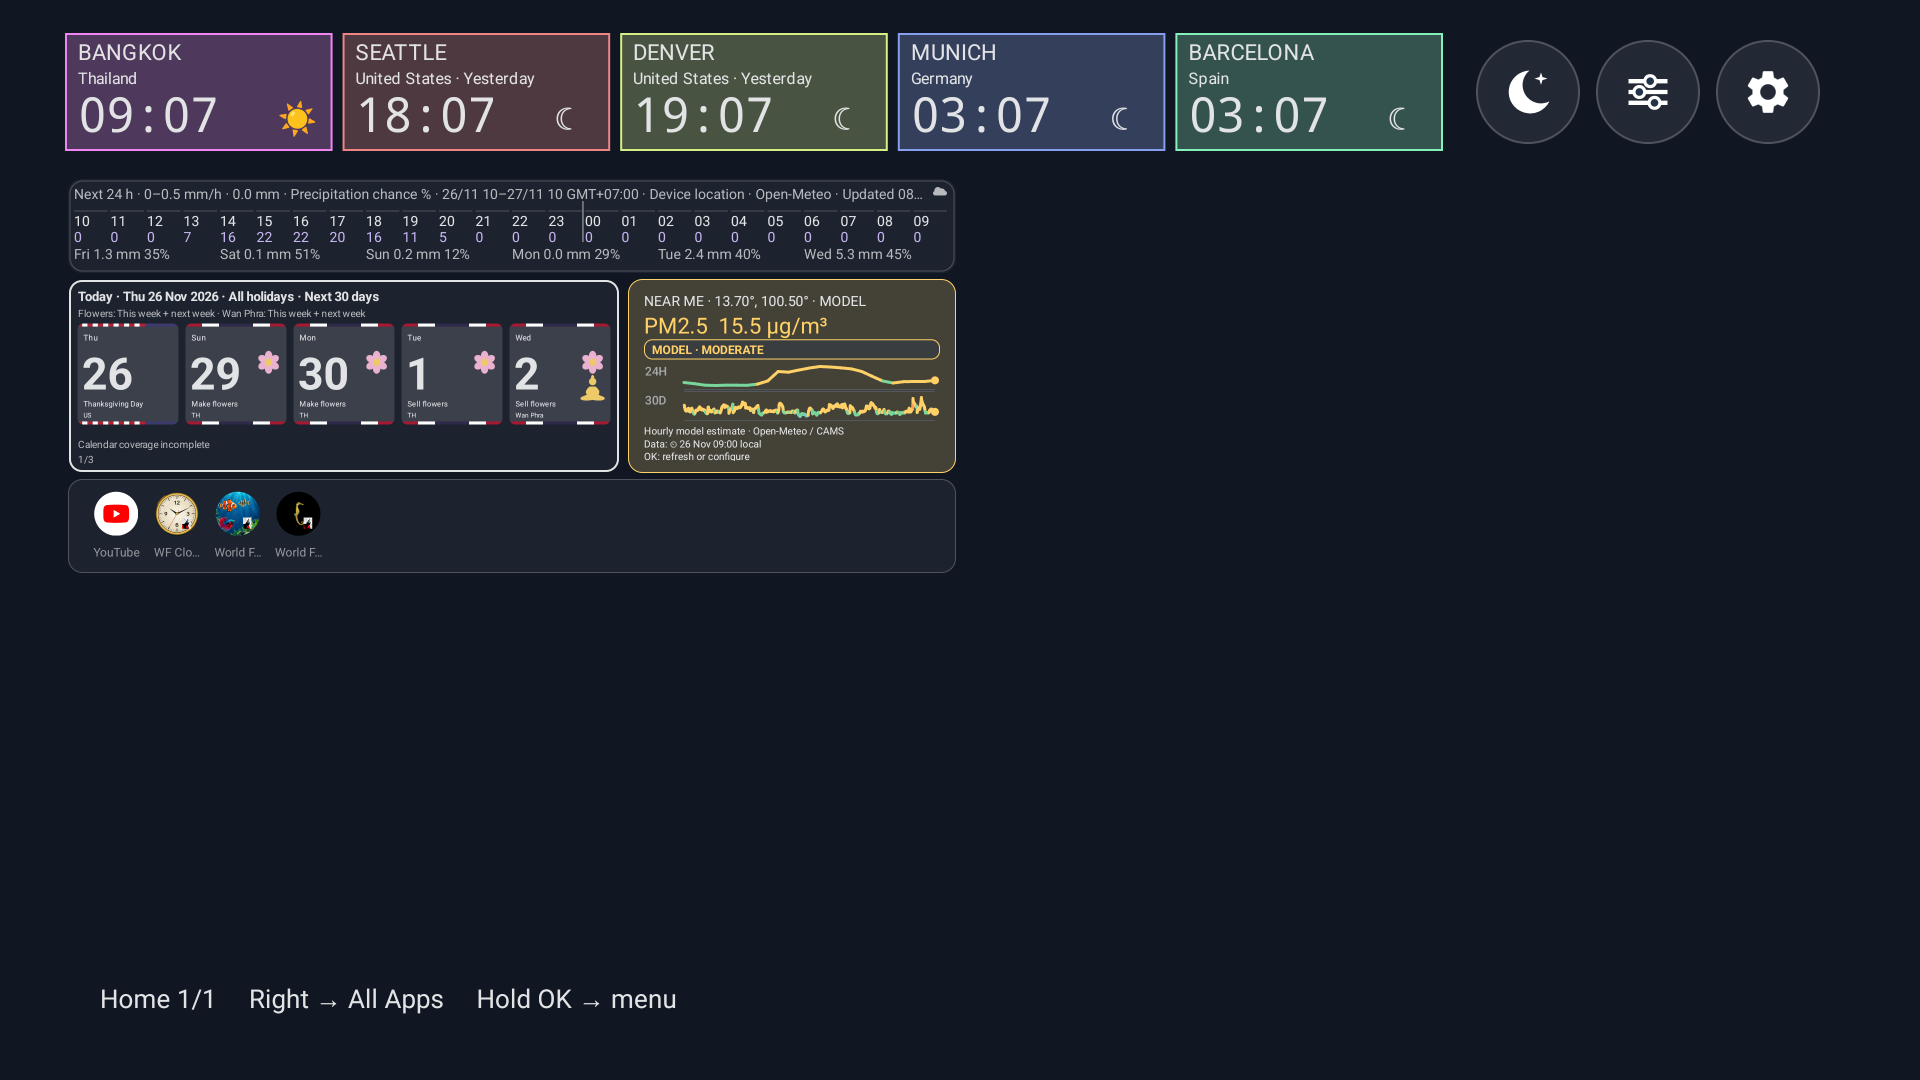 BANGKOK
Thailand
09:07
SEATTLE
United States · Yesterday
18:07
DENVER
United States · Yesterday
19:07
MUNICH
Germany
03:07
BARCELONA
Spain
03:07
Next 24 h · 0–0.5 mm/h · 0.0 mm · Precipitation chance % · 26/11 10–27/11 10 GMT+07:00 · Device location · Open-Meteo · Updated 08...
10 11 12 13 14 15 16 17 18 19 20 21 22 23 00 01 02 03 04 05 06 07 08 09
0 0 0 7 16 22 22 20 16 11 5 0 0 0 0 0 0 0 0 0 0 0 0 0
Fri 1.3 mm 35% Sat 0.1 mm 51% Sun 0.2 mm 12% Mon 0.0 mm 29% Tue 2.4 mm 40% Wed 5.3 mm 45%
Today · Thu 26 Nov 2026 · All holidays · Next 30 days
Flowers: This week + next week · Wan Phra: This week + next week
Thu
26
Thanksgiving Day
US
Sun
29
Make flowers
TH
Mon
30
Make flowers
TH
Tue
1
Sell flowers
TH
Wed
2
Sell flowers
Wan Phra
Calendar coverage incomplete
1/3
NEAR ME · 13.70°, 100.50° · MODEL
PM2.5 15.5 µg/m³
MODEL · MODERATE
24H
30D
Hourly model estimate · Open-Meteo / CAMS
Data: ⏲ 26 Nov 09:00 local
OK: refresh or configure
YouTube
WF Clo...
World F...
World F...
Home 1/1 Right → All Apps Hold OK → menu